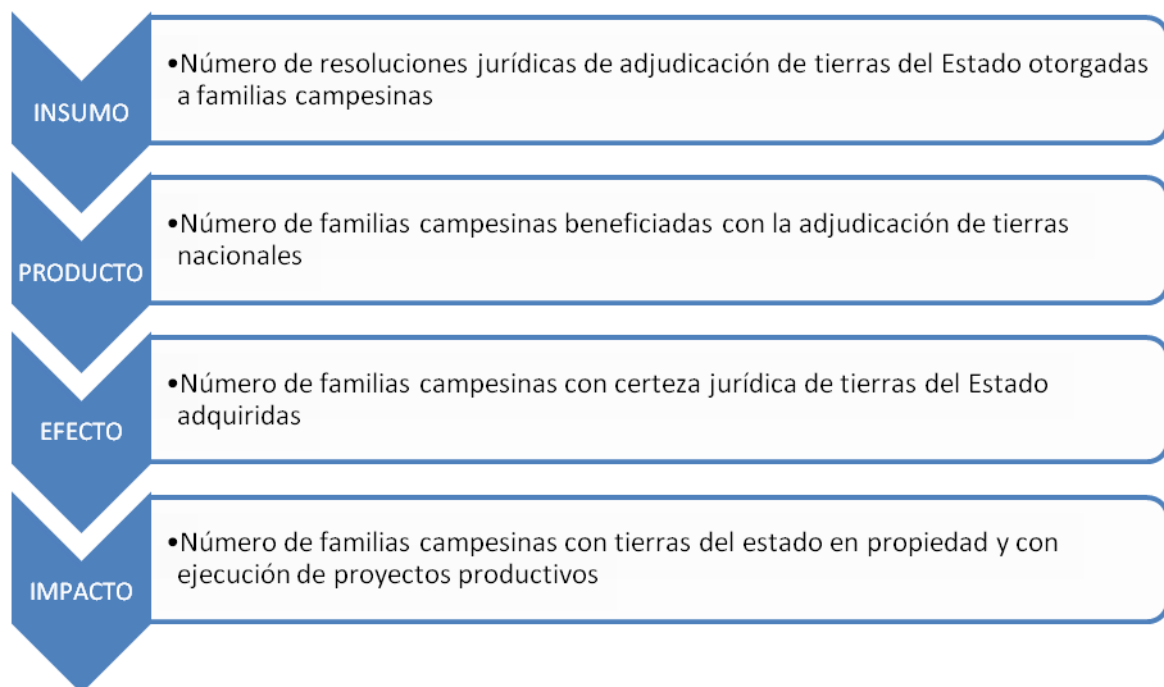 INSUMO
•Número de resoluciones jurídicas de adjudicación de tierras del Estado otorgadas
a familias campesinas
PRODUCTO
•Número de familias campesinas beneficiadas con la adjudicación de tierras
nacionales
EFECTO
•Número de familias campesinas con certeza jurídica de tierras del Estado
adquiridas
IMPACTO
•Número de familias campesinas con tierras del estado en propiedad y con
ejecución de proyectos productivos